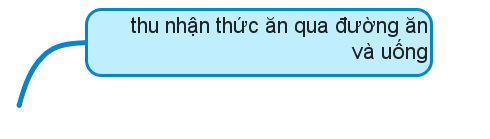 thu nhận thức ăn qua đường ăn
và uống